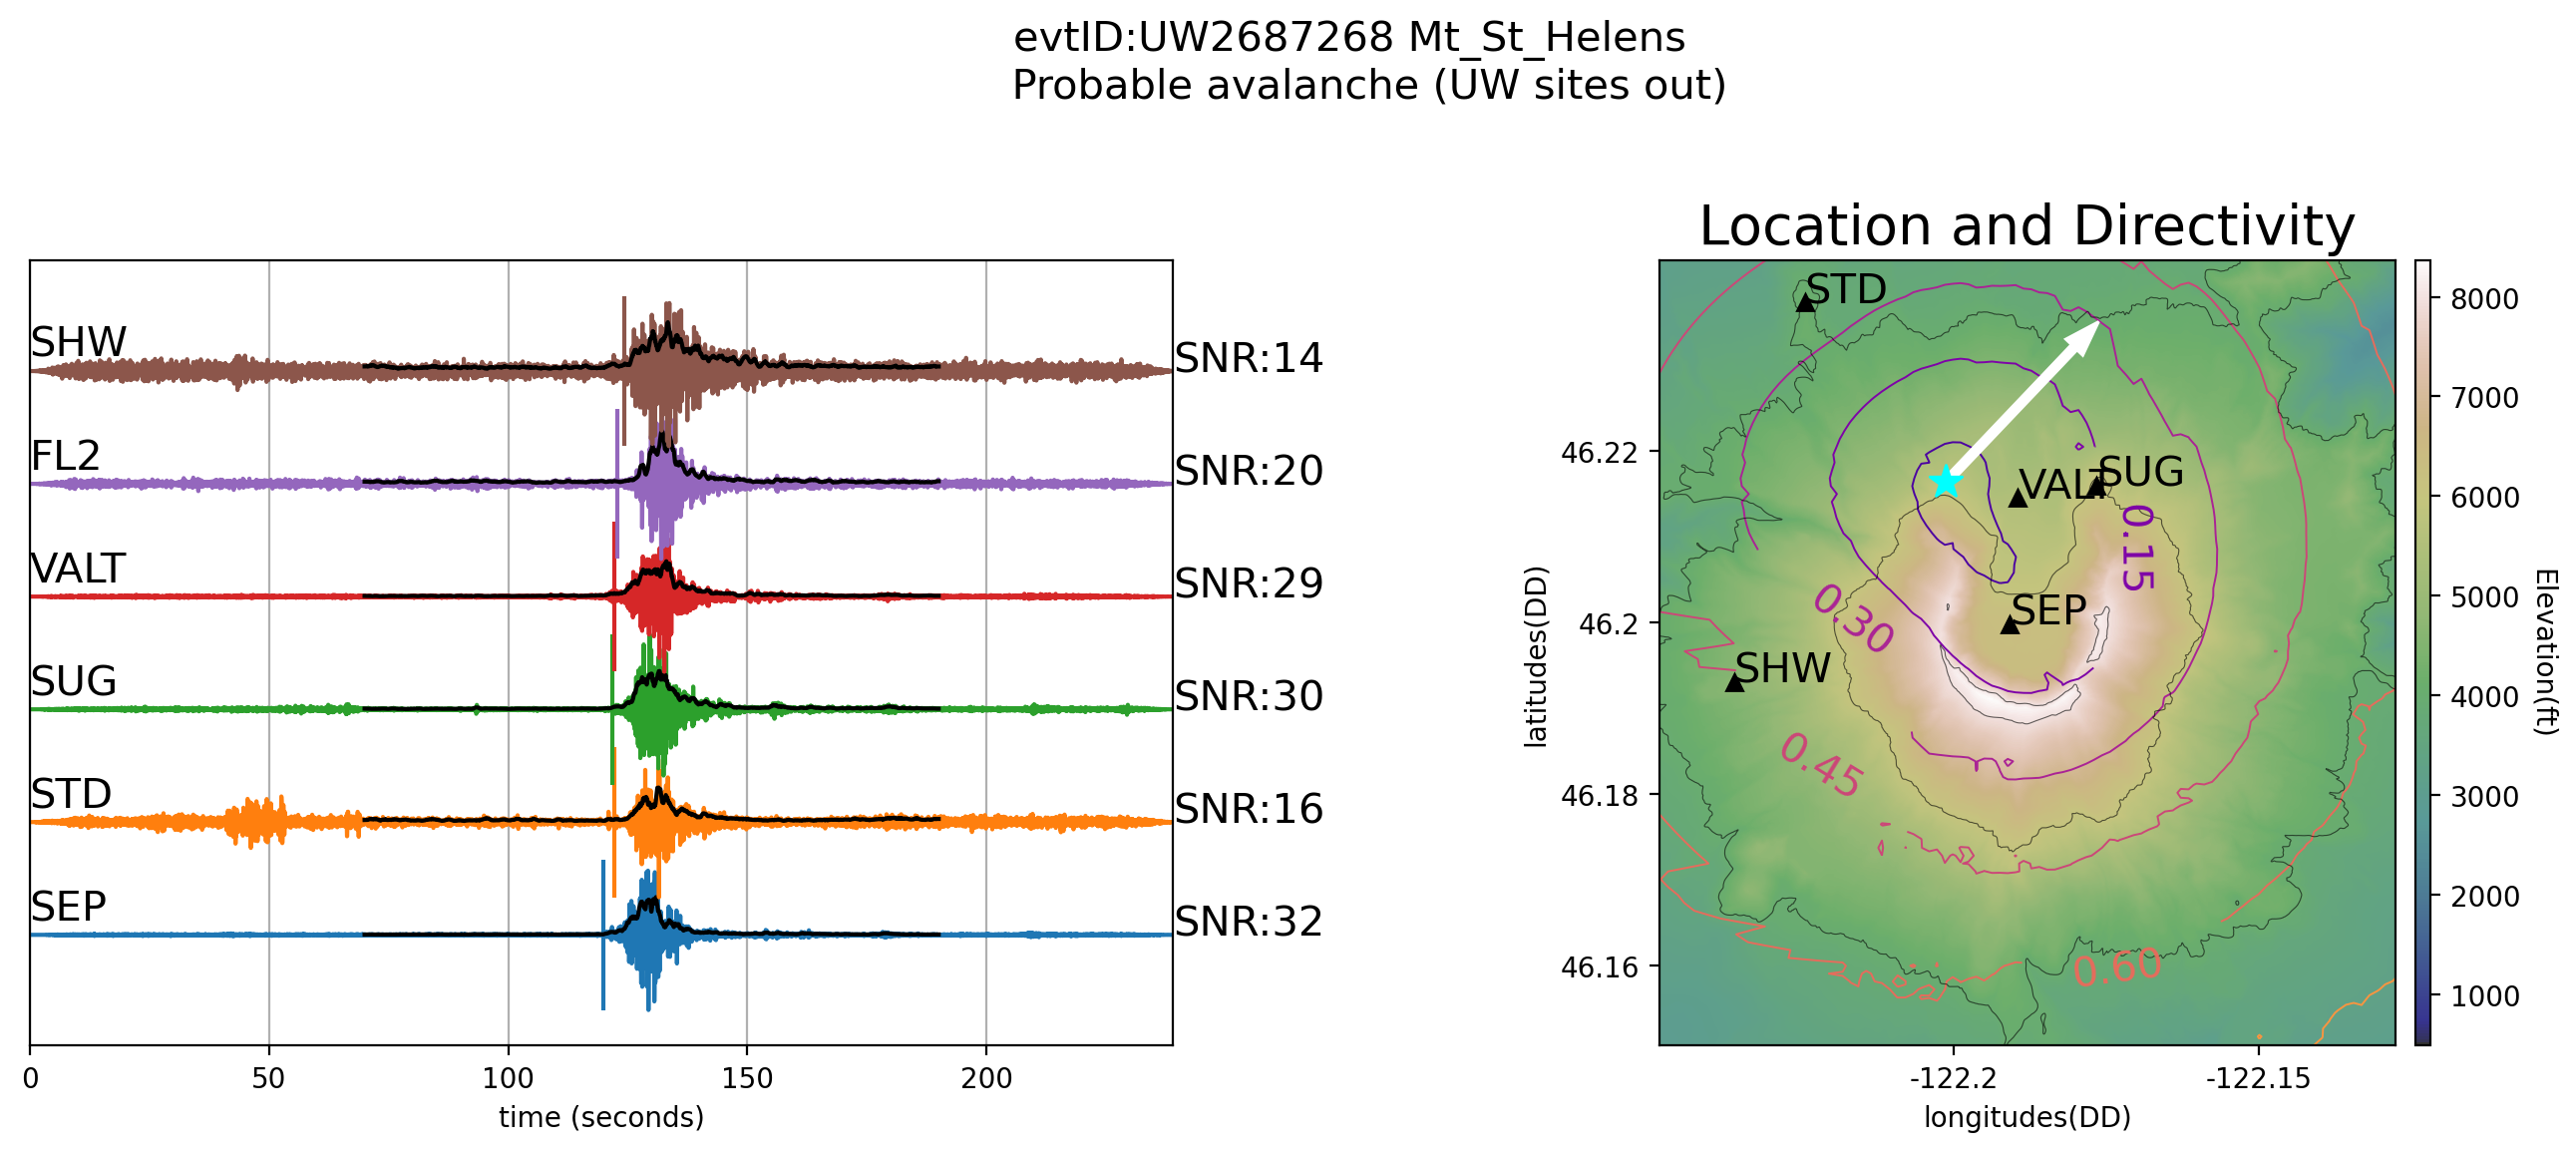 evtID:UW2687268 Mt_St_Helens
Probable avalanche (UW sites out)
SHW
FL2
VALT
SUG
STD
SEP
SNR:14
SNR:20
SNR:29
SNR:30
SNR:16
SNR:32
0
50
100
150
200
time (seconds)
Location and Directivity
STD
VALT
SUG
SEP
SHW
0.15
0.30
0.45
0.60
46.22
46.2
46.18
46.16
latitudes(DD)
-122.2
-122.15
longitudes(DD)
8000
7000
6000
5000
4000
3000
2000
1000
Elevation(ft)